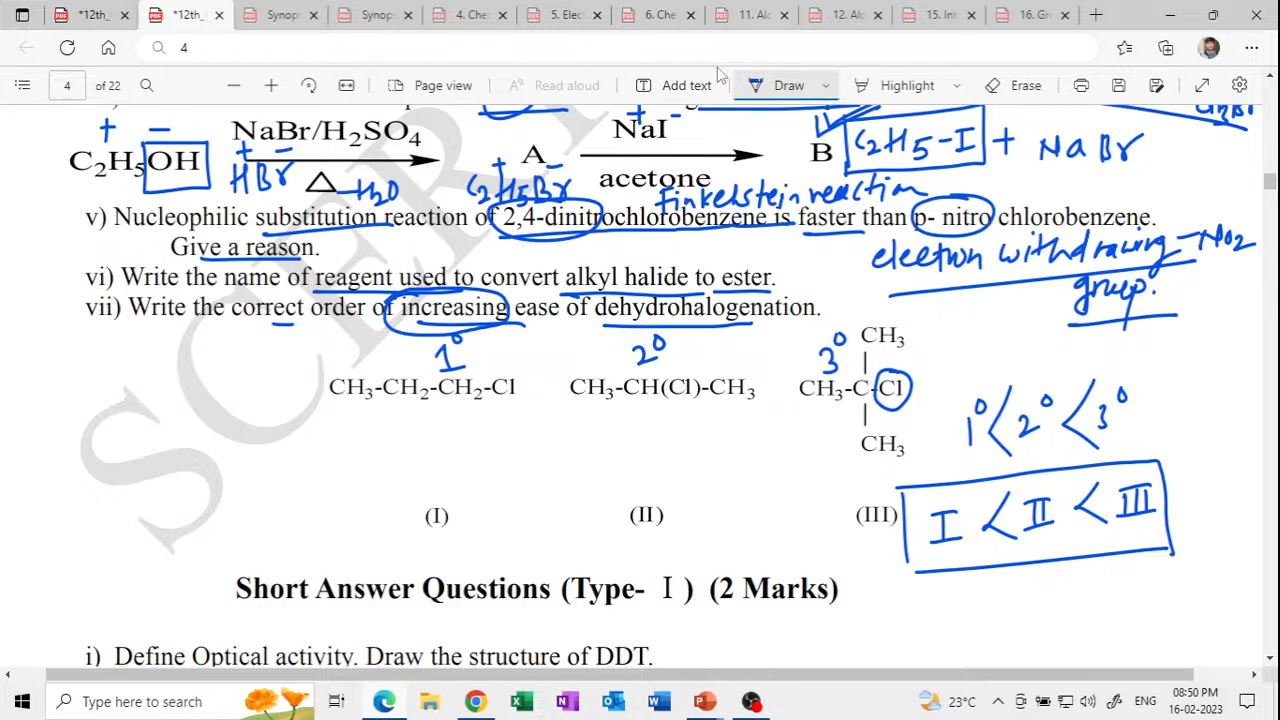 *12th_
*12th_
Synop
Synops
4. Che
5. Elec
6. Che
11. Alc
12. Al
15. Int
16. Gr
4
4 of 22
Page view
Read aloud
Add text
Draw
Highlight
Erase
+ −
NaBr/H2SO4
+ −
NaI
C2H5OH
HBr
+ −
△
−H2O
A
+
C2H5Br
acetone
B
C2H5-I + NaBr
Finkelstein reaction
v) Nucleophilic substitution reaction of 2,4-dinitrochlorobenzene is faster than p- nitro chlorobenzene.
Give a reason.
electron withdrawing −NO2
group.
vi) Write the name of reagent used to convert alkyl halide to ester.
vii) Write the correct order of increasing ease of dehydrohalogenation.
1° 2° 3°
CH3
|
CH3-CH2-CH2-Cl CH3-CH(Cl)-CH3 CH3-C-Cl
|
CH3
1° < 2° < 3°
(I) (II) (III)
I < II < III
Short Answer Questions (Type- Ⅰ) (2 Marks)
i) Define Optical activity. Draw the structure of DDT.
SCERT
Type here to search
23°C
ENG
08:50 PM
16-02-2023